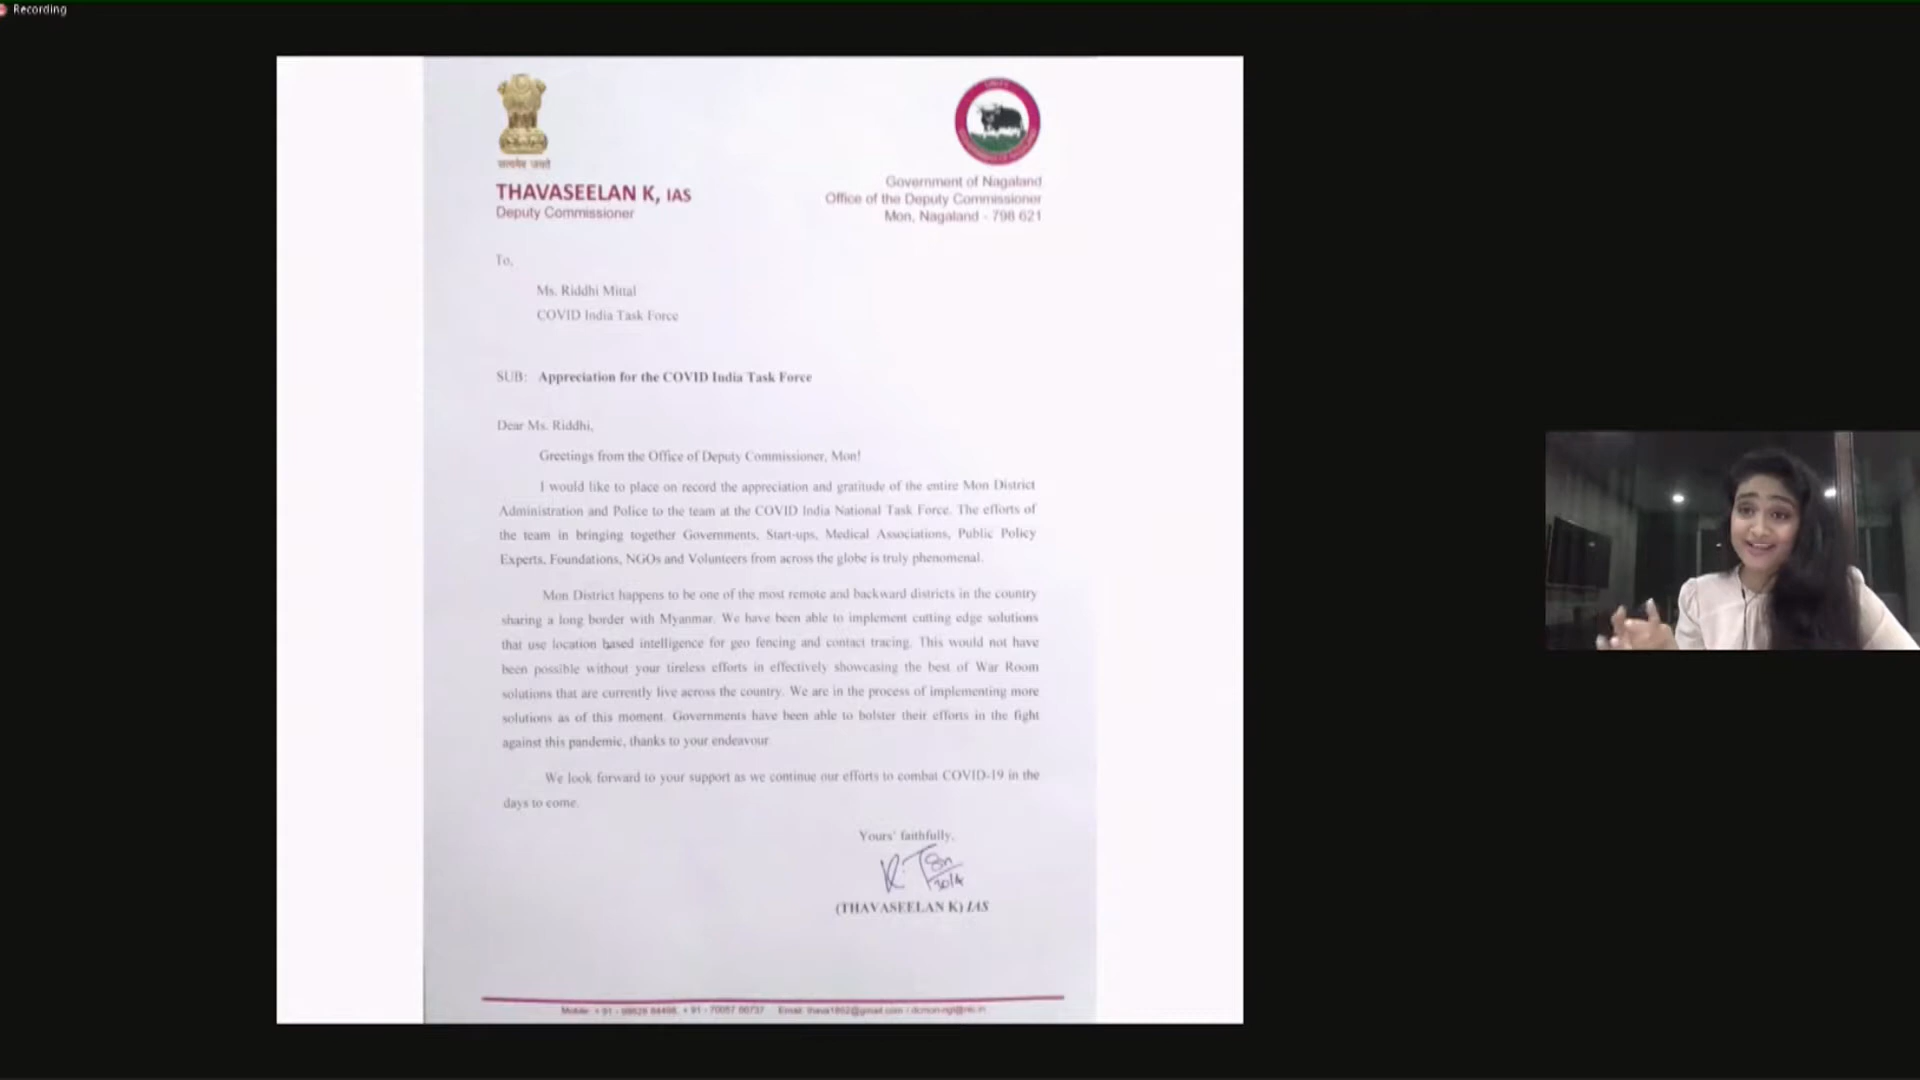 Recording
सत्यमेव जयते
THAVASEELAN K, IAS
Deputy Commissioner
Government of Nagaland
Office of the Deputy Commissioner
Mon, Nagaland - 798 621
To,
Ms. Riddhi Mittal
COVID India Task Force
SUB: Appreciation for the COVID India Task Force
Dear Ms. Riddhi,
Greetings from the Office of Deputy Commissioner, Mon!
I would like to place on record the appreciation and gratitude of the entire Mon District
Administration and Police to the team at the COVID India National Task Force. The efforts of
the team in bringing together Governments, Start-ups, Medical Associations, Public Policy
Experts, Foundations, NGOs and Volunteers from across the globe is truly phenomenal.
Mon District happens to be one of the most remote and backward districts in the country
sharing a long border with Myanmar. We have been able to implement cutting edge solutions
that use location based intelligence for geo fencing and contact tracing. This would not have
been possible without your tireless efforts in effectively showcasing the best of War Room
solutions that are currently live across the country. We are in the process of implementing more
solutions as of this moment. Governments have been able to bolster their efforts in the fight
against this pandemic, thanks to your endeavour
We look forward to your support as we continue our efforts to combat COVID-19 in the
days to come.
Yours' faithfully,
30/4
(THAVASEELAN K) IAS
Mobile: + 91 - + 91 - Email: